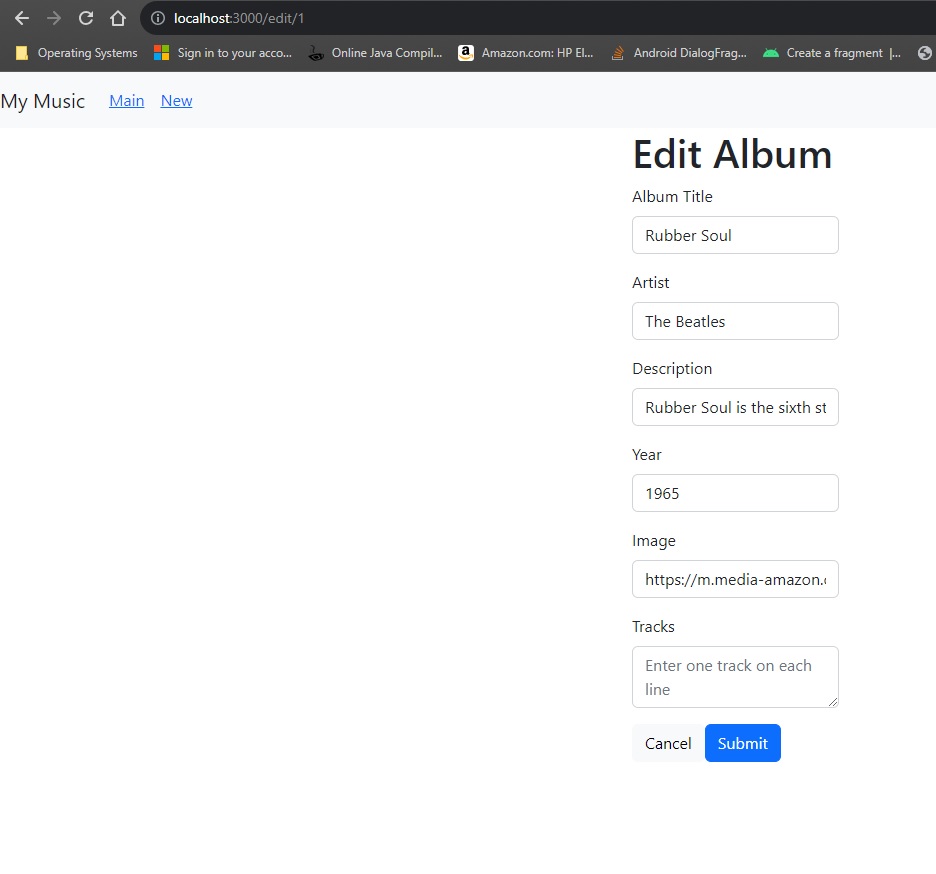 localhost:3000/edit/1
Operating Systems Sign in to your acco... Online Java Compil... Amazon.com: HP El... Android DialogFrag... Create a fragment |...
My Music Main New
Edit Album
Album Title
Rubber Soul
Artist
The Beatles
Description
Rubber Soul is the sixth st
Year
1965
Image
https://m.media-amazon.
Tracks
Enter one track on each
line
Cancel Submit